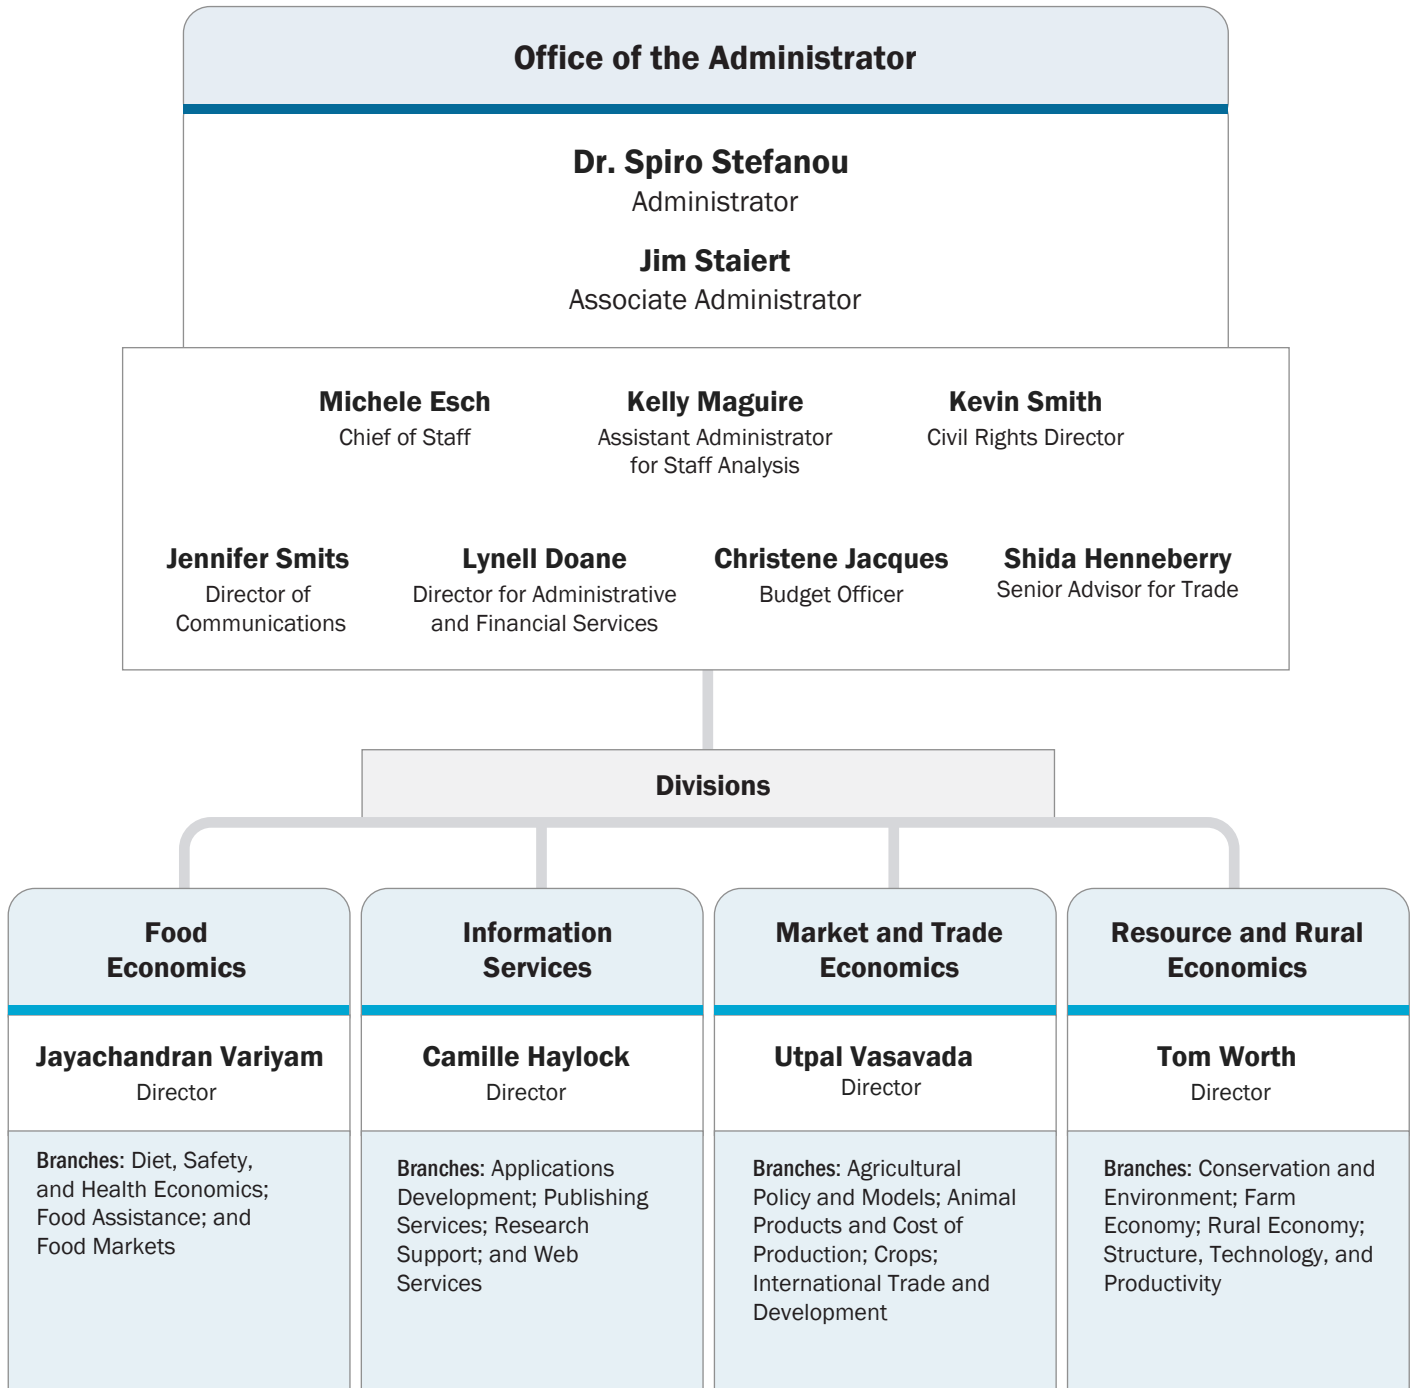 Office of the Administrator
Dr. Spiro Stefanou
Administrator
Jim Staiert
Associate Administrator
Michele Esch
Chief of Staff
Kelly Maguire
Assistant Administrator
for Staff Analysis
Kevin Smith
Civil Rights Director
Jennifer Smits
Director of
Communications
Lynell Doane
Director for Administrative
and Financial Services
Christene Jacques
Budget Officer
Shida Henneberry
Senior Advisor for Trade
Divisions
Food
Economics
Jayachandran Variyam
Director
Branches: Diet, Safety,
and Health Economics;
Food Assistance; and
Food Markets
Information
Services
Camille Haylock
Director
Branches: Applications
Development; Publishing
Services; Research
Support; and Web
Services
Market and Trade
Economics
Utpal Vasavada
Director
Branches: Agricultural
Policy and Models; Animal
Products and Cost of
Production; Crops;
International Trade and
Development
Resource and Rural
Economics
Tom Worth
Director
Branches: Conservation and
Environment; Farm
Economy; Rural Economy;
Structure, Technology, and
Productivity